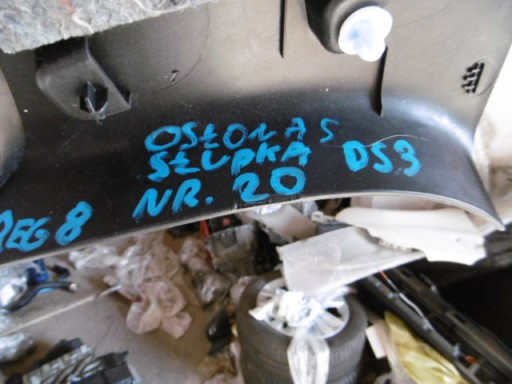 OSŁONA S
SŁUPKA DS3
NR. 20
REG 8